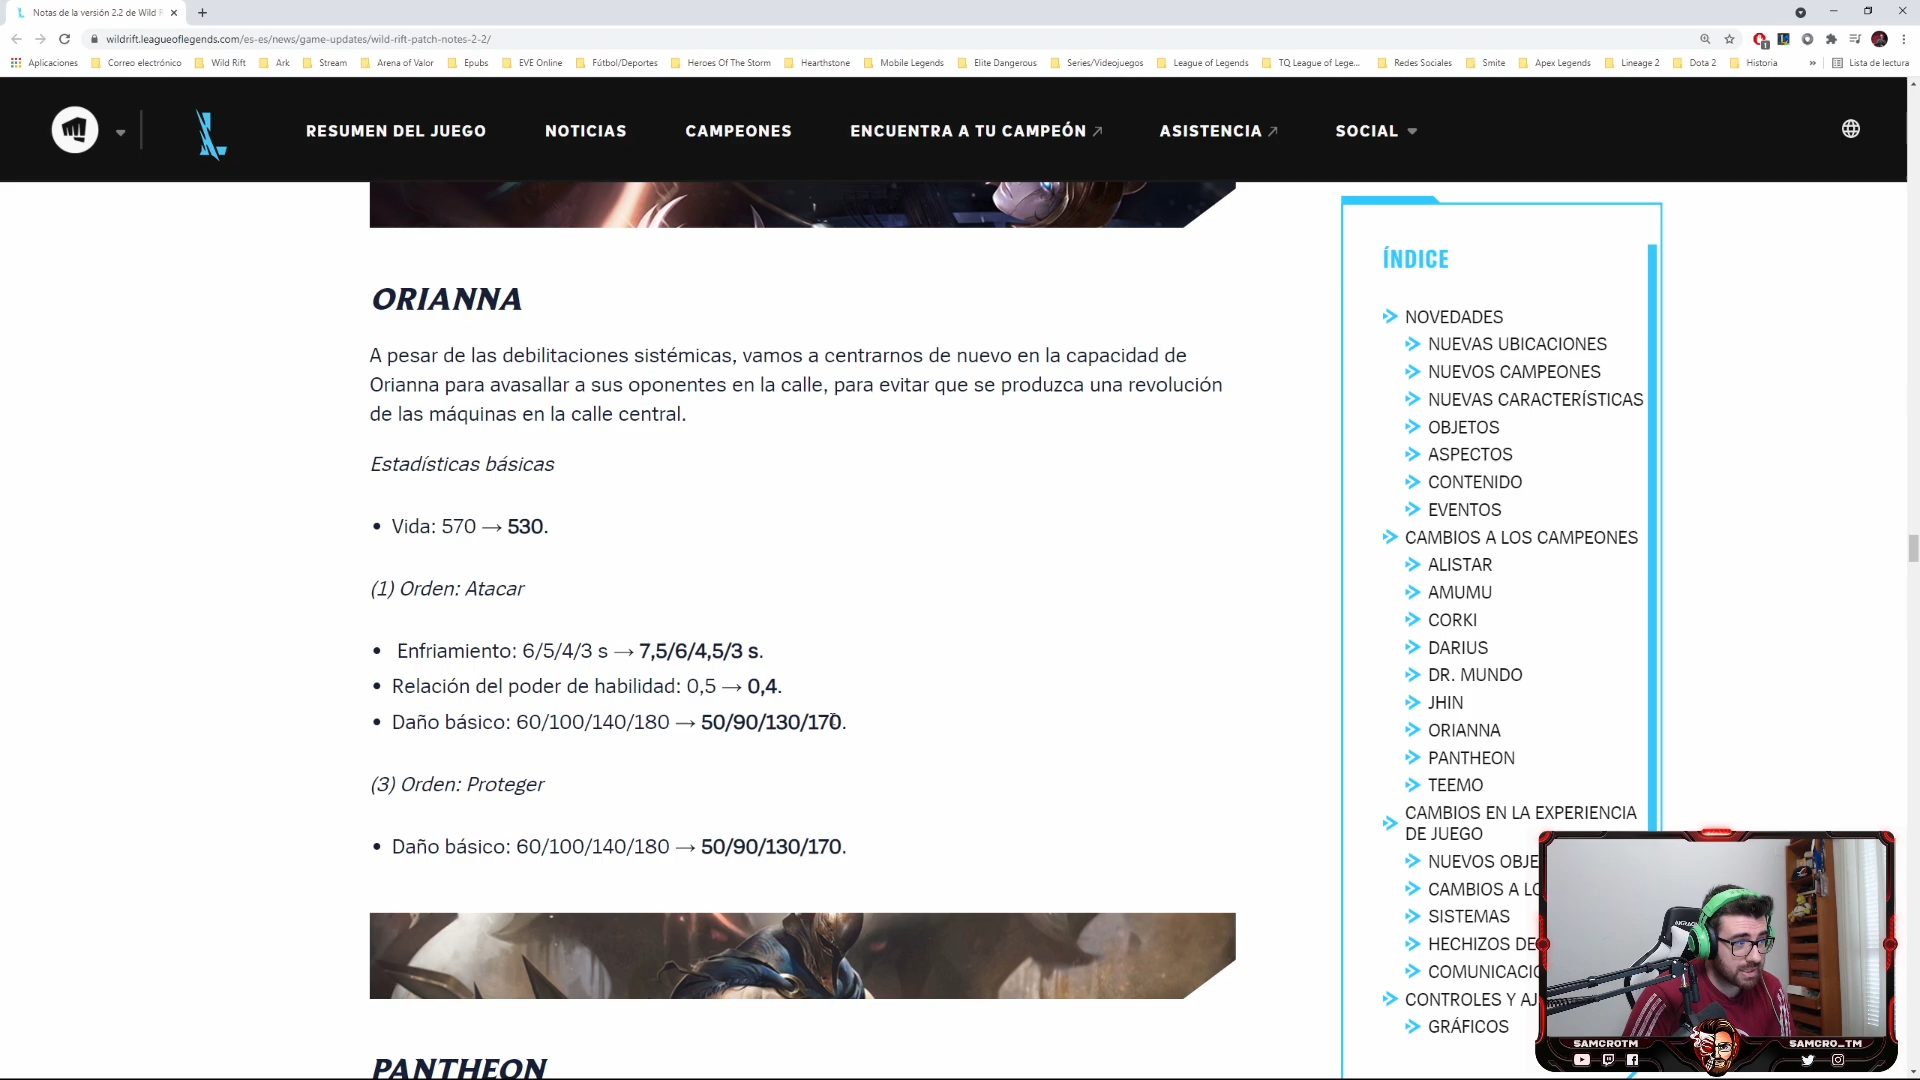 Notas de la versión 2.2 de Wild R
wildrift.leagueoflegends.com/es-es/news/game-updates/wild-rift-patch-notes-2-2/
Aplicaciones
Correo electrónico
Wild Rift
Ark
Stream
Arena of Valor
Epubs
EVE Online
Fútbol/Deportes
Heroes Of The Storm
Hearthstone
Mobile Legends
Elite Dangerous
Series/Videojuegos
League of Legends
TQ League of Lege...
Redes Sociales
Smite
Apex Legends
Lineage 2
Dota 2
Historia
»
Lista de lectura
RESUMEN DEL JUEGO
NOTICIAS
CAMPEONES
ENCUENTRA A TU CAMPEÓN
ASISTENCIA
SOCIAL
ORIANNA
A pesar de las debilitaciones sistémicas, vamos a centrarnos de nuevo en la capacidad de
Orianna para avasallar a sus oponentes en la calle, para evitar que se produzca una revolución
de las máquinas en la calle central.
Estadísticas básicas
• Vida: 570 → 530.
(1) Orden: Atacar
• Enfriamiento: 6/5/4/3 s → 7,5/6/4,5/3 s.
• Relación del poder de habilidad: 0,5 → 0,4.
• Daño básico: 60/100/140/180 → 50/90/130/170.
(3) Orden: Proteger
• Daño básico: 60/100/140/180 → 50/90/130/170.
PANTHEON
ÍNDICE
NOVEDADES
NUEVAS UBICACIONES
NUEVOS CAMPEONES
NUEVAS CARACTERÍSTICAS
OBJETOS
ASPECTOS
CONTENIDO
EVENTOS
CAMBIOS A LOS CAMPEONES
ALISTAR
AMUMU
CORKI
DARIUS
DR. MUNDO
JHIN
ORIANNA
PANTHEON
TEEMO
CAMBIOS EN LA EXPERIENCIA
DE JUEGO
NUEVOS OBJE
CAMBIOS A LO
SISTEMAS
HECHIZOS DE
COMUNICACIO
CONTROLES Y AJ
GRÁFICOS
SAMCROTM
SAMCRO_TM